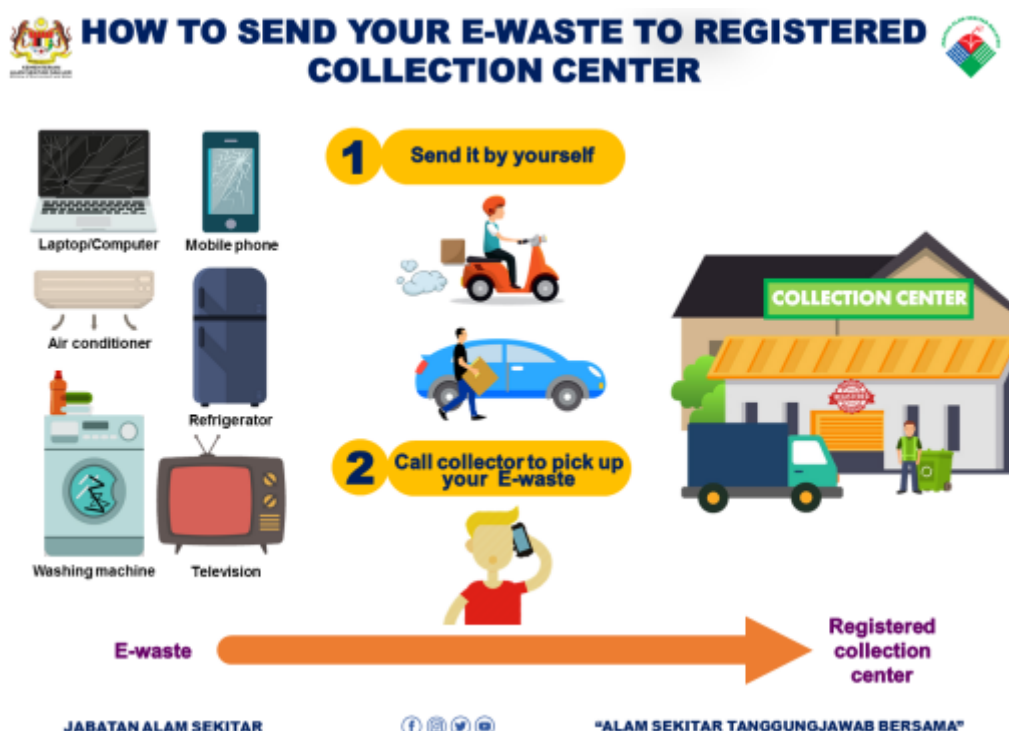 HOW TO SEND YOUR E-WASTE TO REGISTERED
COLLECTION CENTER
1
Send it by yourself
Laptop/Computer
Mobile phone
Air conditioner
Refrigerator
Washing machine
Television
COLLECTION CENTER
2
Call collector to pick up
your E-waste
E-waste
Registered
collection
center
JABATAN ALAM SEKITAR
"ALAM SEKITAR TANGGUNGJAWAB BERSAMA"